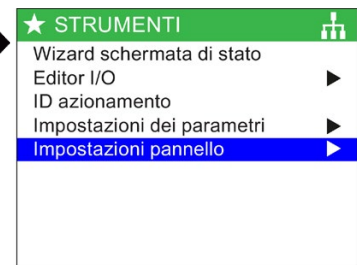 STRUMENTI
Wizard schermata di stato
Editor I/O
ID azionamento
Impostazioni dei parametri
Impostazioni pannello